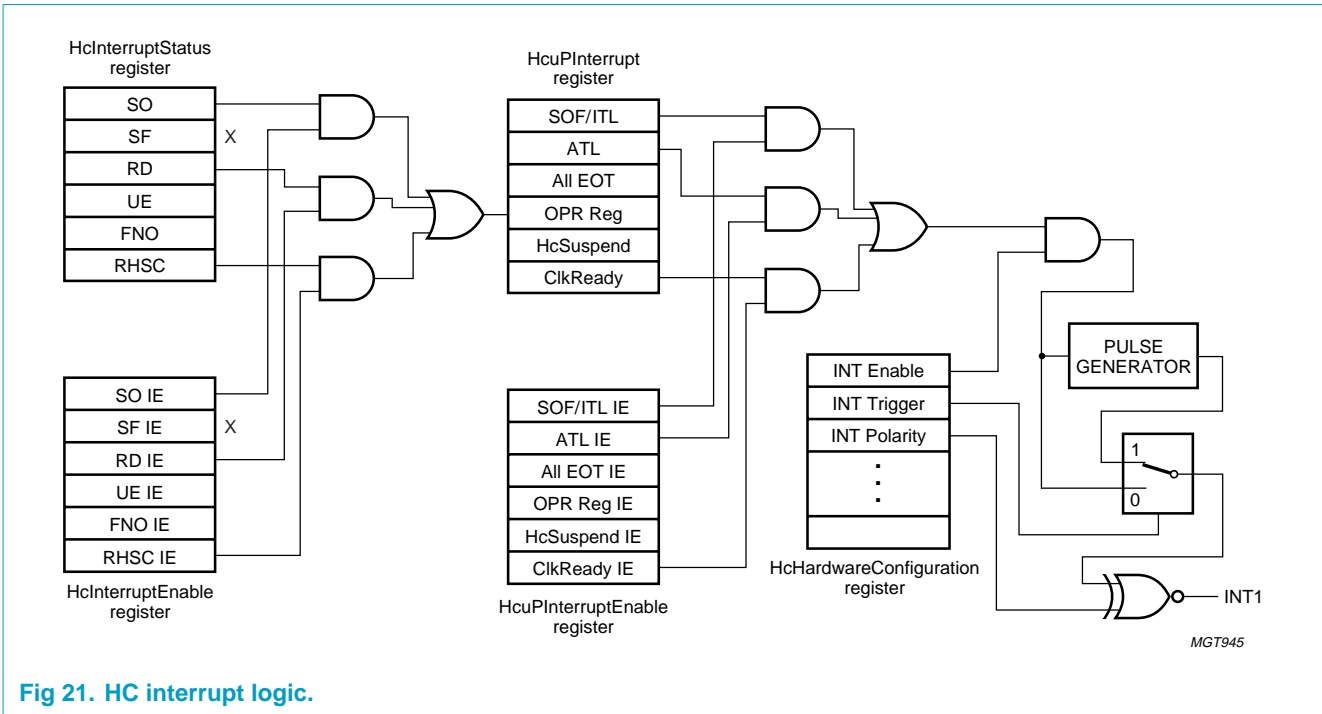 HcInterruptStatus
register
SO
SF X
RD
UE
FNO
RHSC
SO IE
SF IE X
RD IE
UE IE
FNO IE
RHSC IE
HcInterruptEnable
register
HcuPInterrupt
register
SOF/ITL
ATL
All EOT
OPR Reg
HcSuspend
ClkReady
SOF/ITL IE
ATL IE
All EOT IE
OPR Reg IE
HcSuspend IE
ClkReady IE
HcuPInterruptEnable
register
INT Enable
INT Trigger
INT Polarity
HcHardwareConfiguration
register
PULSE
GENERATOR
1
0
INT1
MGT945
Fig 21. HC interrupt logic.